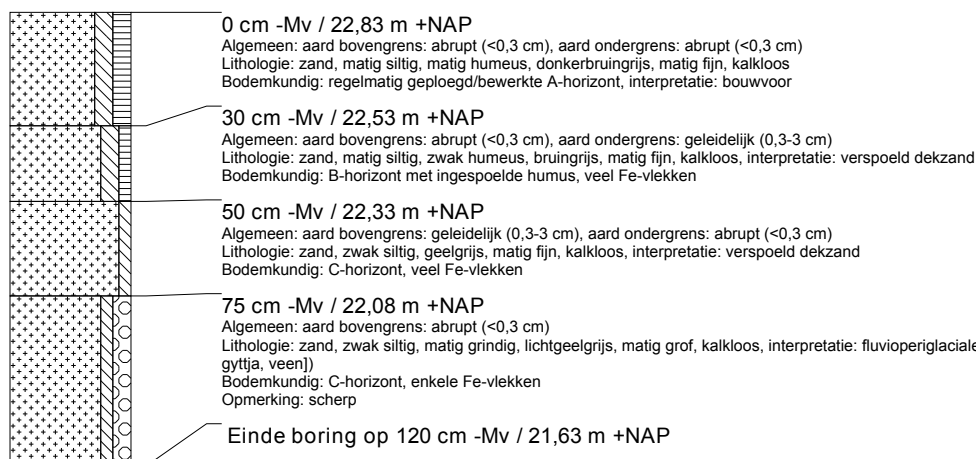 0 cm -Mv / 22,83 m +NAP
Algemeen: aard bovengrens: abrupt (<0,3 cm), aard ondergrens: abrupt (<0,3 cm)
Lithologie: zand, matig siltig, matig humeus, donkerbruingrijs, matig fijn, kalkloos
Bodemkundig: regelmatig geploegd/bewerkte A-horizont, interpretatie: bouwvoor
30 cm -Mv / 22,53 m +NAP
Algemeen: aard bovengrens: abrupt (<0,3 cm), aard ondergrens: geleidelijk (0,3-3 cm)
Lithologie: zand, matig siltig, zwak humeus, bruingrijs, matig fijn, kalkloos, interpretatie: verspoeld dekzand
Bodemkundig: B-horizont met ingespoelde humus, veel Fe-vlekken
50 cm -Mv / 22,33 m +NAP
Algemeen: aard bovengrens: geleidelijk (0,3-3 cm), aard ondergrens: abrupt (<0,3 cm)
Lithologie: zand, zwak siltig, geelgrijs, matig fijn, kalkloos, interpretatie: verspoeld dekzand
Bodemkundig: C-horizont, veel Fe-vlekken
75 cm -Mv / 22,08 m +NAP
Algemeen: aard bovengrens: abrupt (<0,3 cm)
Lithologie: zand, zwak siltig, matig grindig, lichtgeelgrijs, matig grof, kalkloos, interpretatie: fluvioperiglaciale
gyttja, veen])
Bodemkundig: C-horizont, enkele Fe-vlekken
Opmerking: scherp
Einde boring op 120 cm -Mv / 21,63 m +NAP